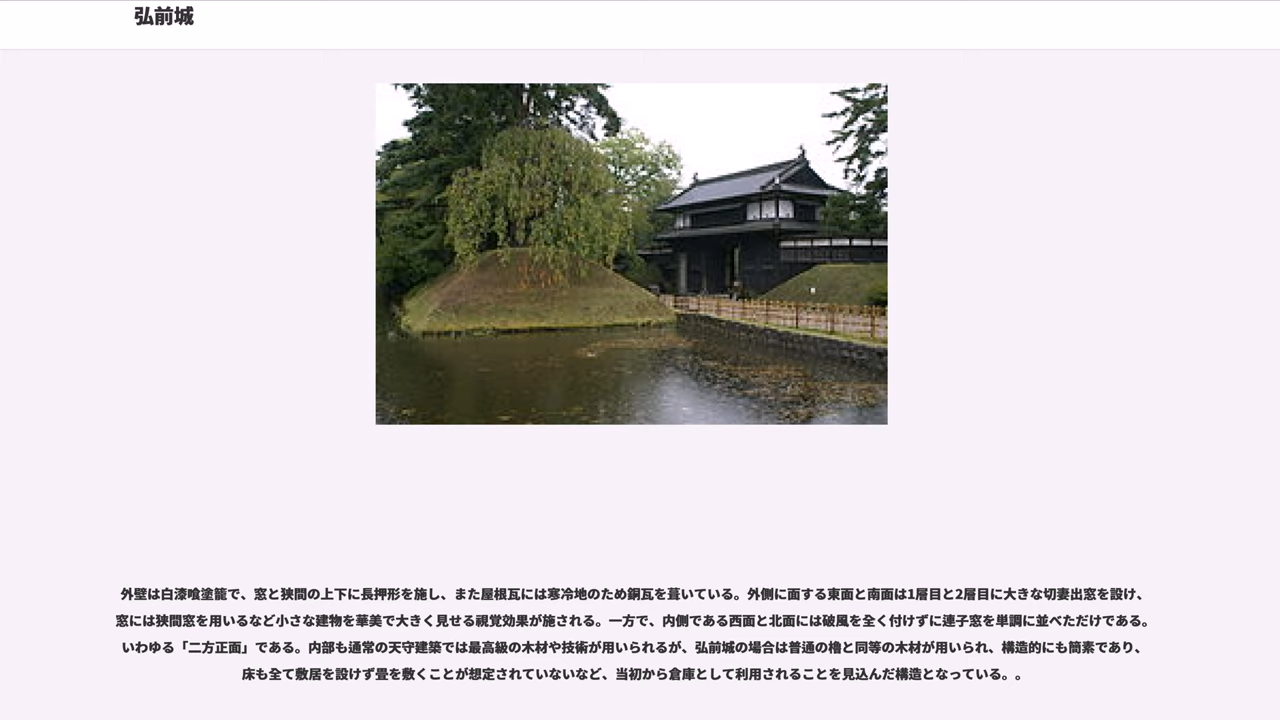 弘前城
外壁は白漆喰塗籠で、窓と狭間の上下に長押形を施し、また屋根瓦には寒冷地のため銅瓦を葺いている。外側に面する東面と南面は1層目と2層目に大きな切妻出窓を設け、
窓には狭間窓を用いるなど小さな建物を華美で大きく見せる視覚効果が施される。一方で、内側である西面と北面には破風を全く付けずに連子窓を単調に並べただけである。
いわゆる「二方正面」である。内部も通常の天守建築では最高級の木材や技術が用いられるが、弘前城の場合は普通の櫓と同等の木材が用いられ、構造的にも簡素であり、
床も全て敷居を設けず畳を敷くことが想定されていないなど、当初から倉庫として利用されることを見込んだ構造となっている。。